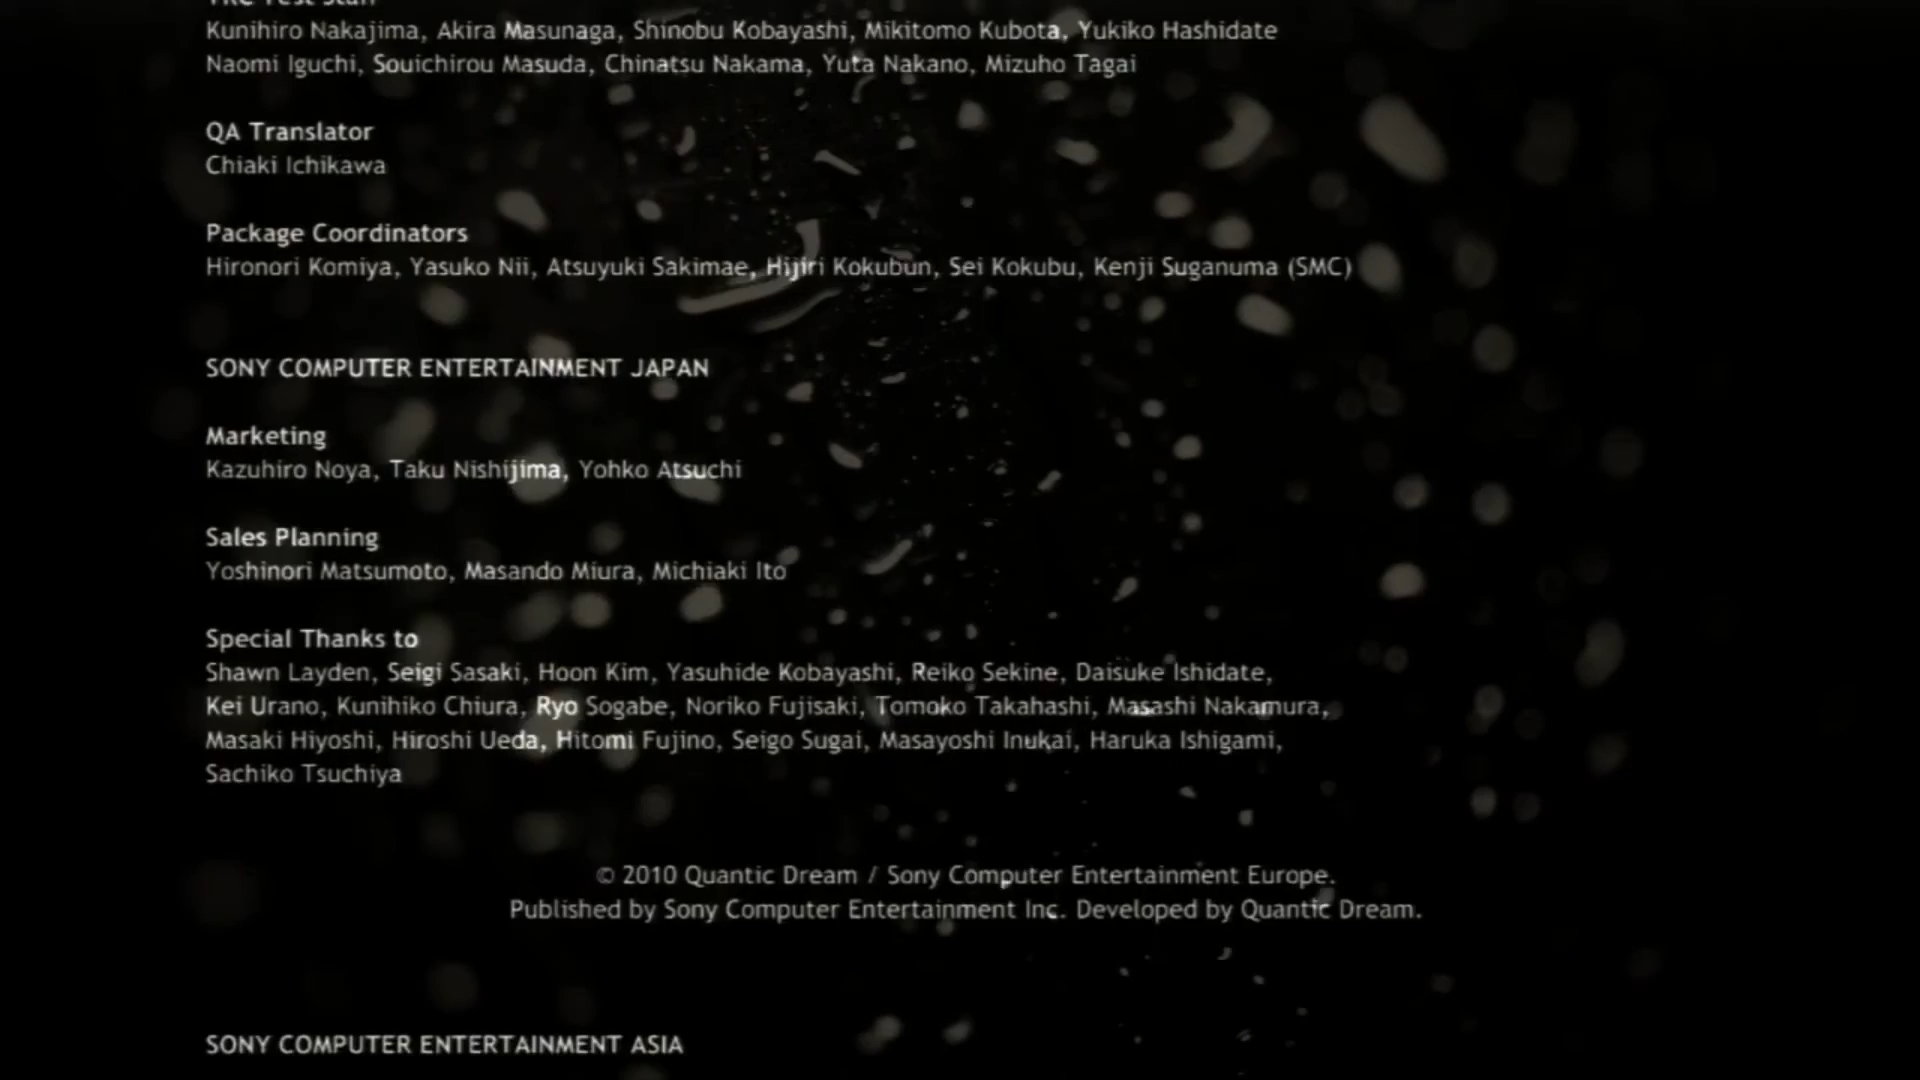 Kunihiro Nakajima, Akira Masunaga, Shinobu Kobayashi, Mikitomo Kubota, Yukiko Hashidate
Naomi Iguchi, Souichirou Masuda, Chinatsu Nakama, Yuta Nakano, Mizuho Tagai
QA Translator
Chiaki Ichikawa
Package Coordinators
Hironori Komiya, Yasuko Nii, Atsuyuki Sakimae, Hijiri Kokubun, Sei Kokubu, Kenji Suganuma (SMC)
SONY COMPUTER ENTERTAINMENT JAPAN
Marketing
Kazuhiro Noya, Taku Nishijima, Yohko Atsuchi
Sales Planning
Yoshinori Matsumoto, Masando Miura, Michiaki Ito
Special Thanks to
Shawn Layden, Seigi Sasaki, Hoon Kim, Yasuhide Kobayashi, Reiko Sekine, Daisuke Ishidate,
Kei Urano, Kunihiko Chiura, Ryo Sogabe, Noriko Fujisaki, Tomoko Takahashi, Masashi Nakamura,
Masaki Hiyoshi, Hiroshi Ueda, Hitomi Fujino, Seigo Sugai, Masayoshi Inukai, Haruka Ishigami,
Sachiko Tsuchiya
© 2010 Quantic Dream / Sony Computer Entertainment Europe.
Published by Sony Computer Entertainment Inc. Developed by Quantic Dream.
SONY COMPUTER ENTERTAINMENT ASIA